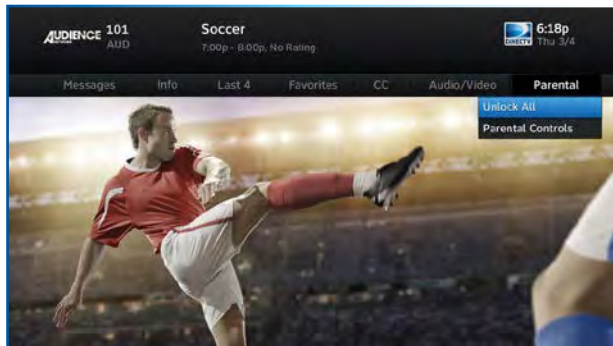 AUDIENCE NETWORK
101
AUD
Soccer
7:00p - 8:00p, No Rating
DIRECTV
6:18p
Thu 3/4
Messages Info Last 4 Favorites CC Audio/Video Parental
Unlock All
Parental Controls